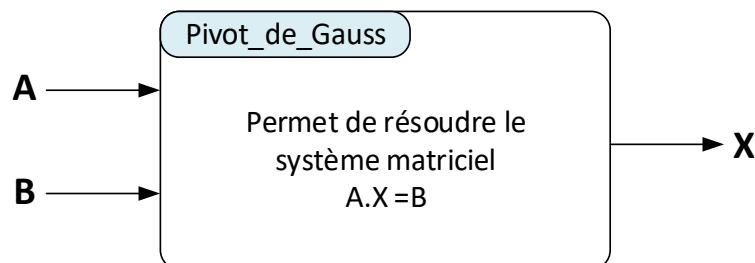 Pivot_de_Gauss
A
B
Permet de résoudre le
système matriciel
A.X =B
X